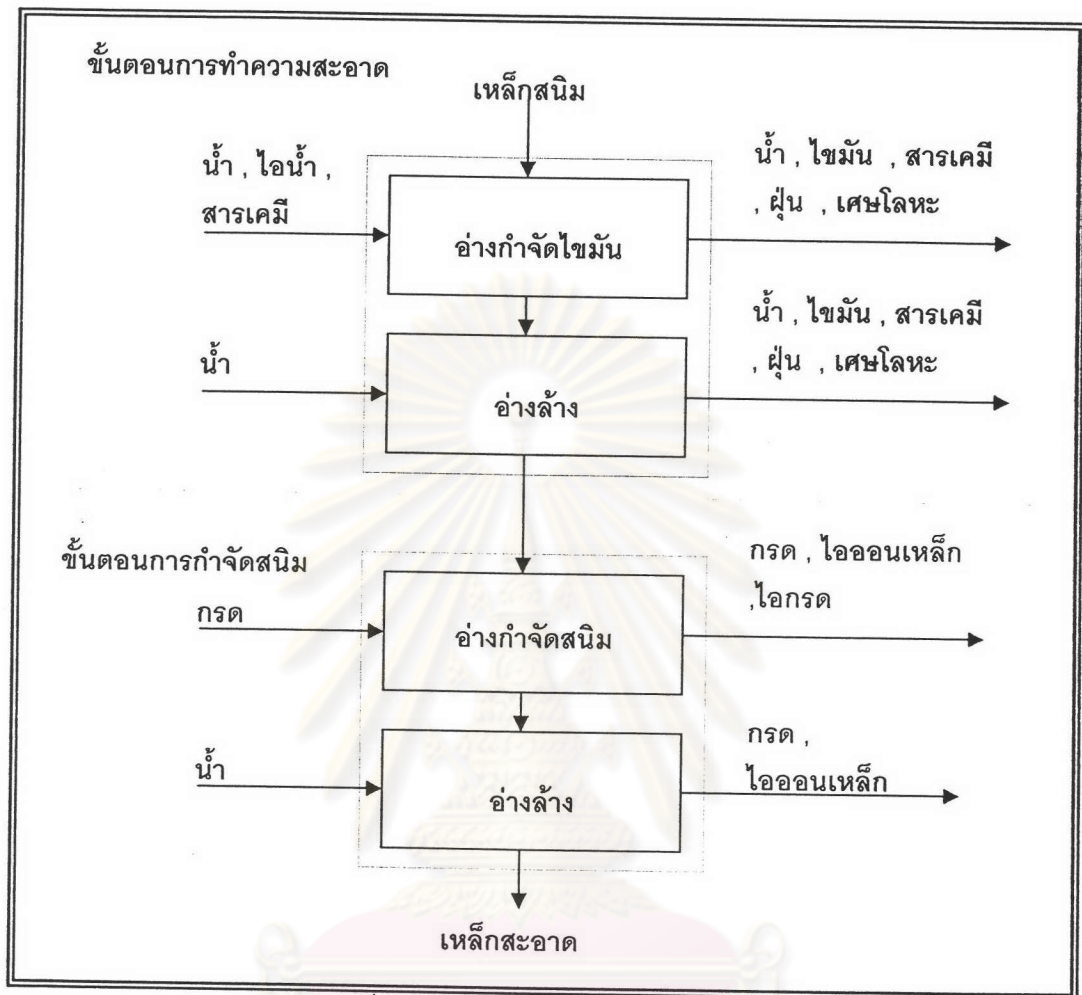 ขั้นตอนการทำความสะอาด
เหล็กสนิม
น้ำ , ไอน้ำ ,
สารเคมี
อ่างกำจัดไขมัน
น้ำ , ไขมัน , สารเคมี
, ฝุ่น , เศษโลหะ
น้ำ
อ่างล้าง
น้ำ , ไขมัน , สารเคมี
, ฝุ่น , เศษโลหะ
ขั้นตอนการกำจัดสนิม
กรด
อ่างกำจัดสนิม
กรด , ไอออนเหล็ก
,ไอกรด
น้ำ
อ่างล้าง
กรด ,
ไอออนเหล็ก
เหล็กสะอาด